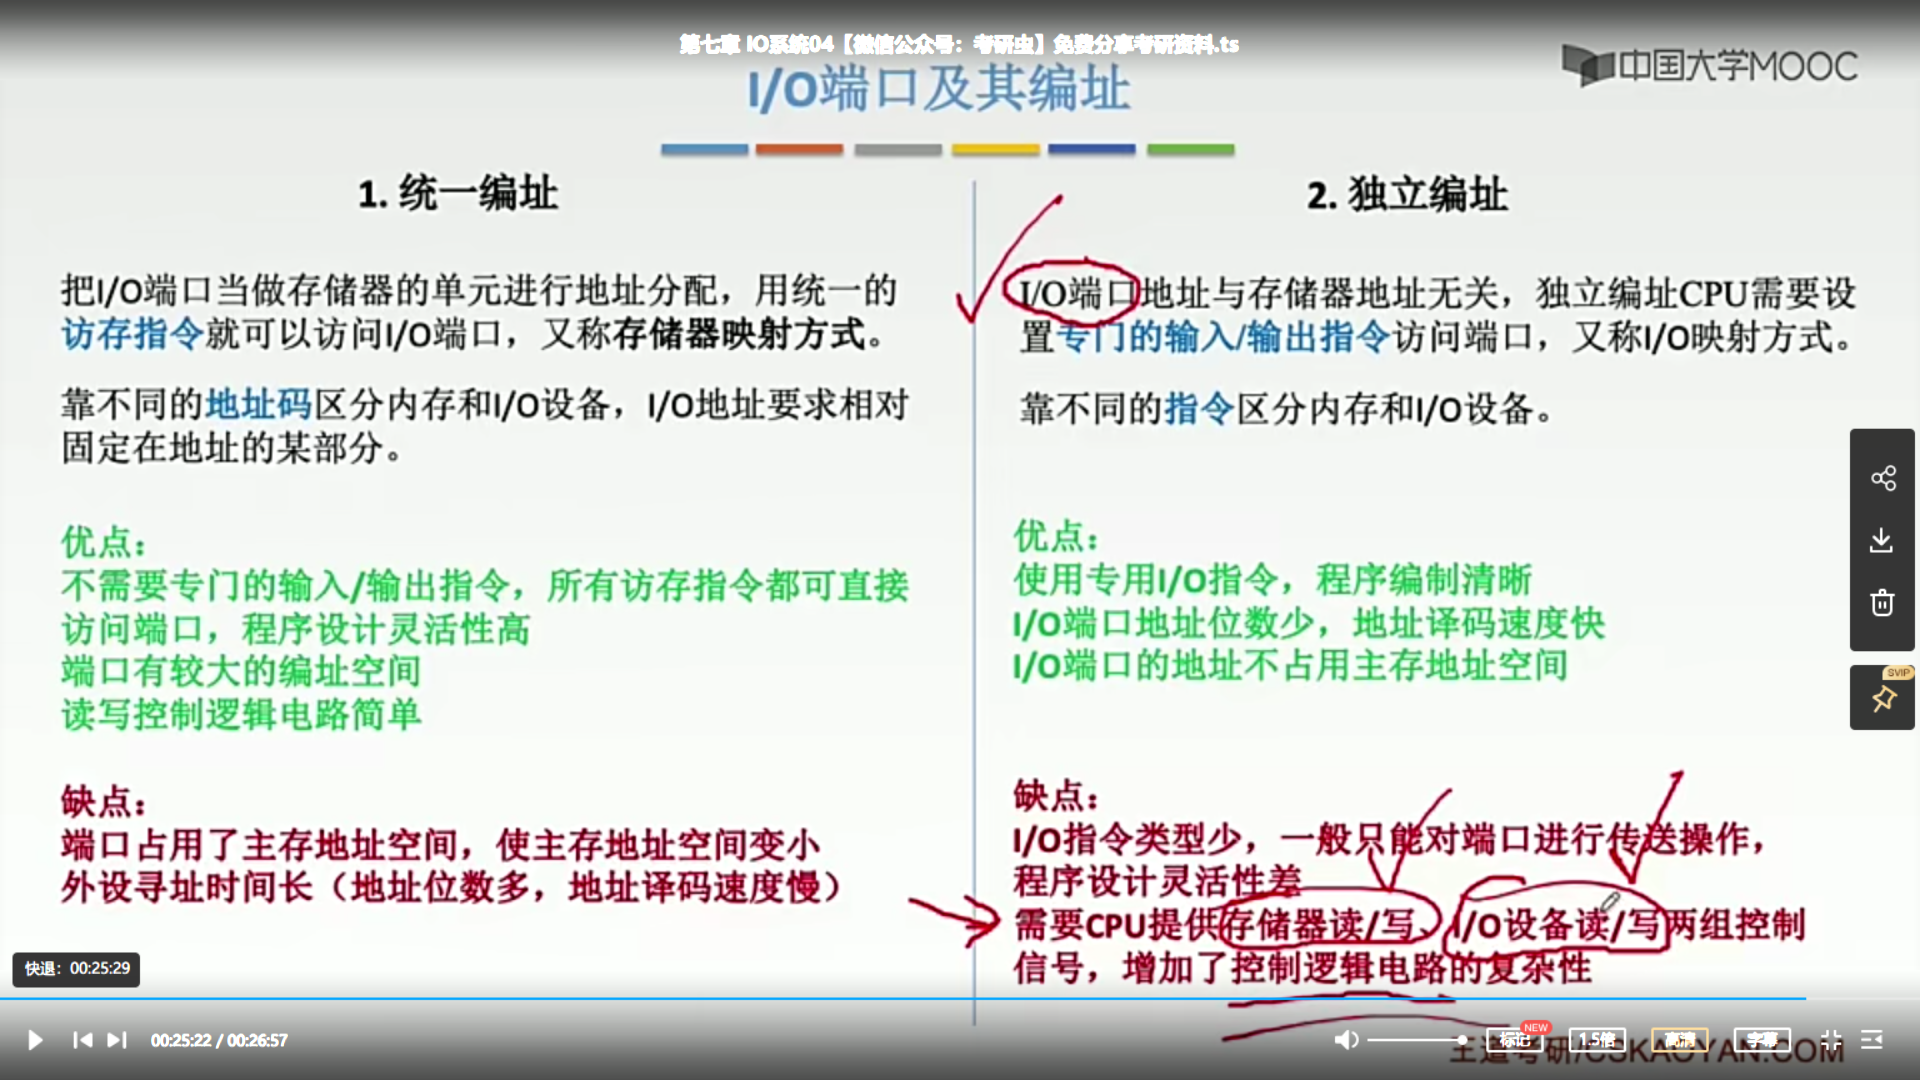 第七章 IO系统04【微信公众号：考研虫】免费分享考研资料.ts
中国大学MOOC
I/O端口及其编址
1. 统一编址
把I/O端口当做存储器的单元进行地址分配，用统一的
访存指令就可以访问I/O端口，又称存储器映射方式。
靠不同的地址码区分内存和I/O设备，I/O地址要求相对
固定在地址的某部分。
优点：
不需要专门的输入/输出指令，所有访存指令都可直接
访问端口，程序设计灵活性高
端口有较大的编址空间
读写控制逻辑电路简单
缺点：
端口占用了主存地址空间，使主存地址空间变小
外设寻址时间长（地址位数多，地址译码速度慢）
2. 独立编址
I/O端口地址与存储器地址无关，独立编址CPU需要设
置专门的输入/输出指令访问端口，又称I/O映射方式。
靠不同的指令区分内存和I/O设备。
优点：
使用专用I/O指令，程序编制清晰
I/O端口地址位数少，地址译码速度快
I/O端口的地址不占用主存地址空间
缺点：
I/O指令类型少，一般只能对端口进行传送操作，
程序设计灵活性差
需要CPU提供存储器读/写、I/O设备读/写两组控制
信号，增加了控制逻辑电路的复杂性
SVIP
快退：00:25:29
00:25:22 / 00:26:57
标记
NEW
1.5倍
高清
字幕
王道考研/CSKAOYAN.COM